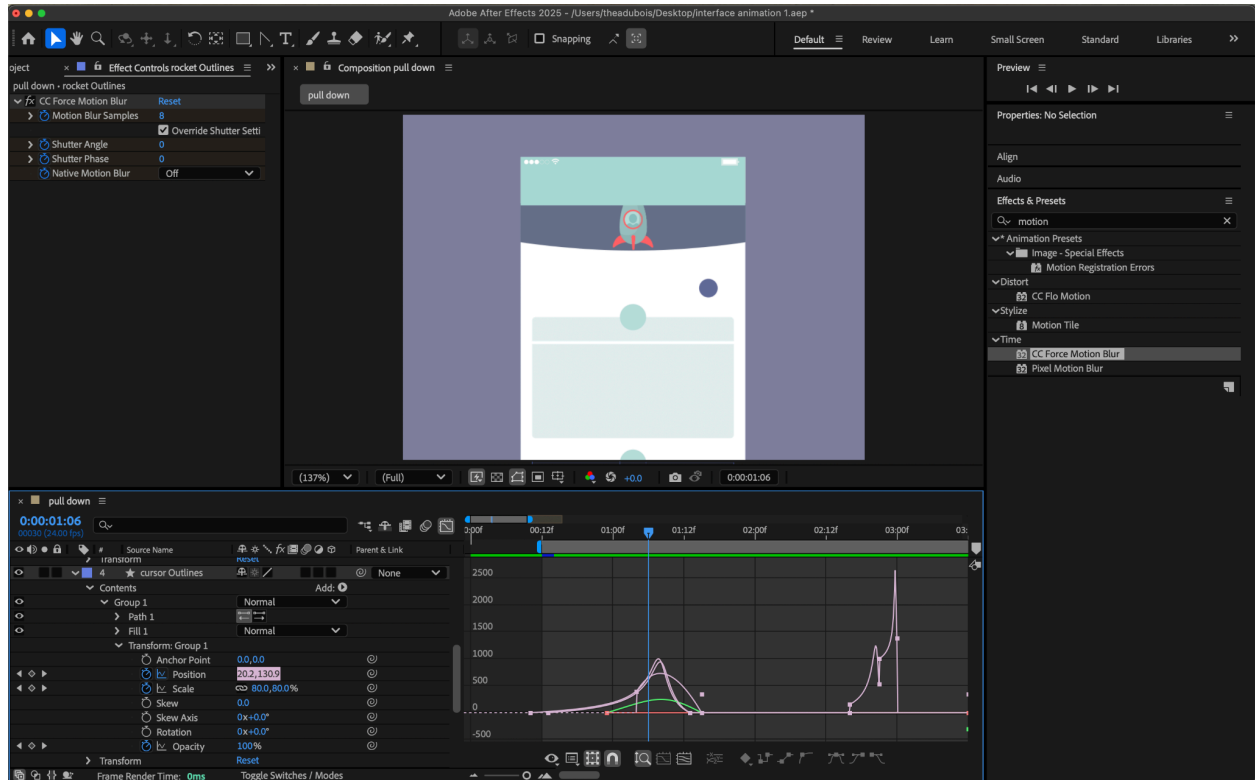 Adobe After Effects 2025 - /Users/theadubois/Desktop/interface animation 1.aep *
Snapping
Default
Review
Learn
Small Screen
Standard
Libraries
oject
Effect Controls rocket Outlines
pull down • rocket Outlines
fx CC Force Motion Blur Reset
Motion Blur Samples 8
Override Shutter Setti
Shutter Angle 0
Shutter Phase 0
Native Motion Blur Off
Composition pull down
pull down
(137%)
(Full)
+0.0
0:00:01:06
Preview
Properties: No Selection
Align
Audio
Effects & Presets
motion
* Animation Presets
Image - Special Effects
Motion Registration Errors
Distort
CC Flo Motion
Stylize
Motion Tile
Time
CC Force Motion Blur
Pixel Motion Blur
pull down
0:00:01:06
00030 (24.00 fps)
# Source Name Parent & Link
Transform Reset
4 cursor Outlines None
Contents Add:
Group 1 Normal
Path 1
Fill 1 Normal
Transform: Group 1
Anchor Point 0.0,0.0
Position 20.2,130.9
Scale 80.0,80.0%
Skew 0.0
Skew Axis 0x+0.0°
Rotation 0x+0.0°
Opacity 100%
Transform Reset
Frame Render Time: 0ms Toggle Switches / Modes
0:00f 00:12f 01:00f 01:12f 02:00f 02:12f 03:00f 03:
2500
2000
1500
1000
500
0
-500